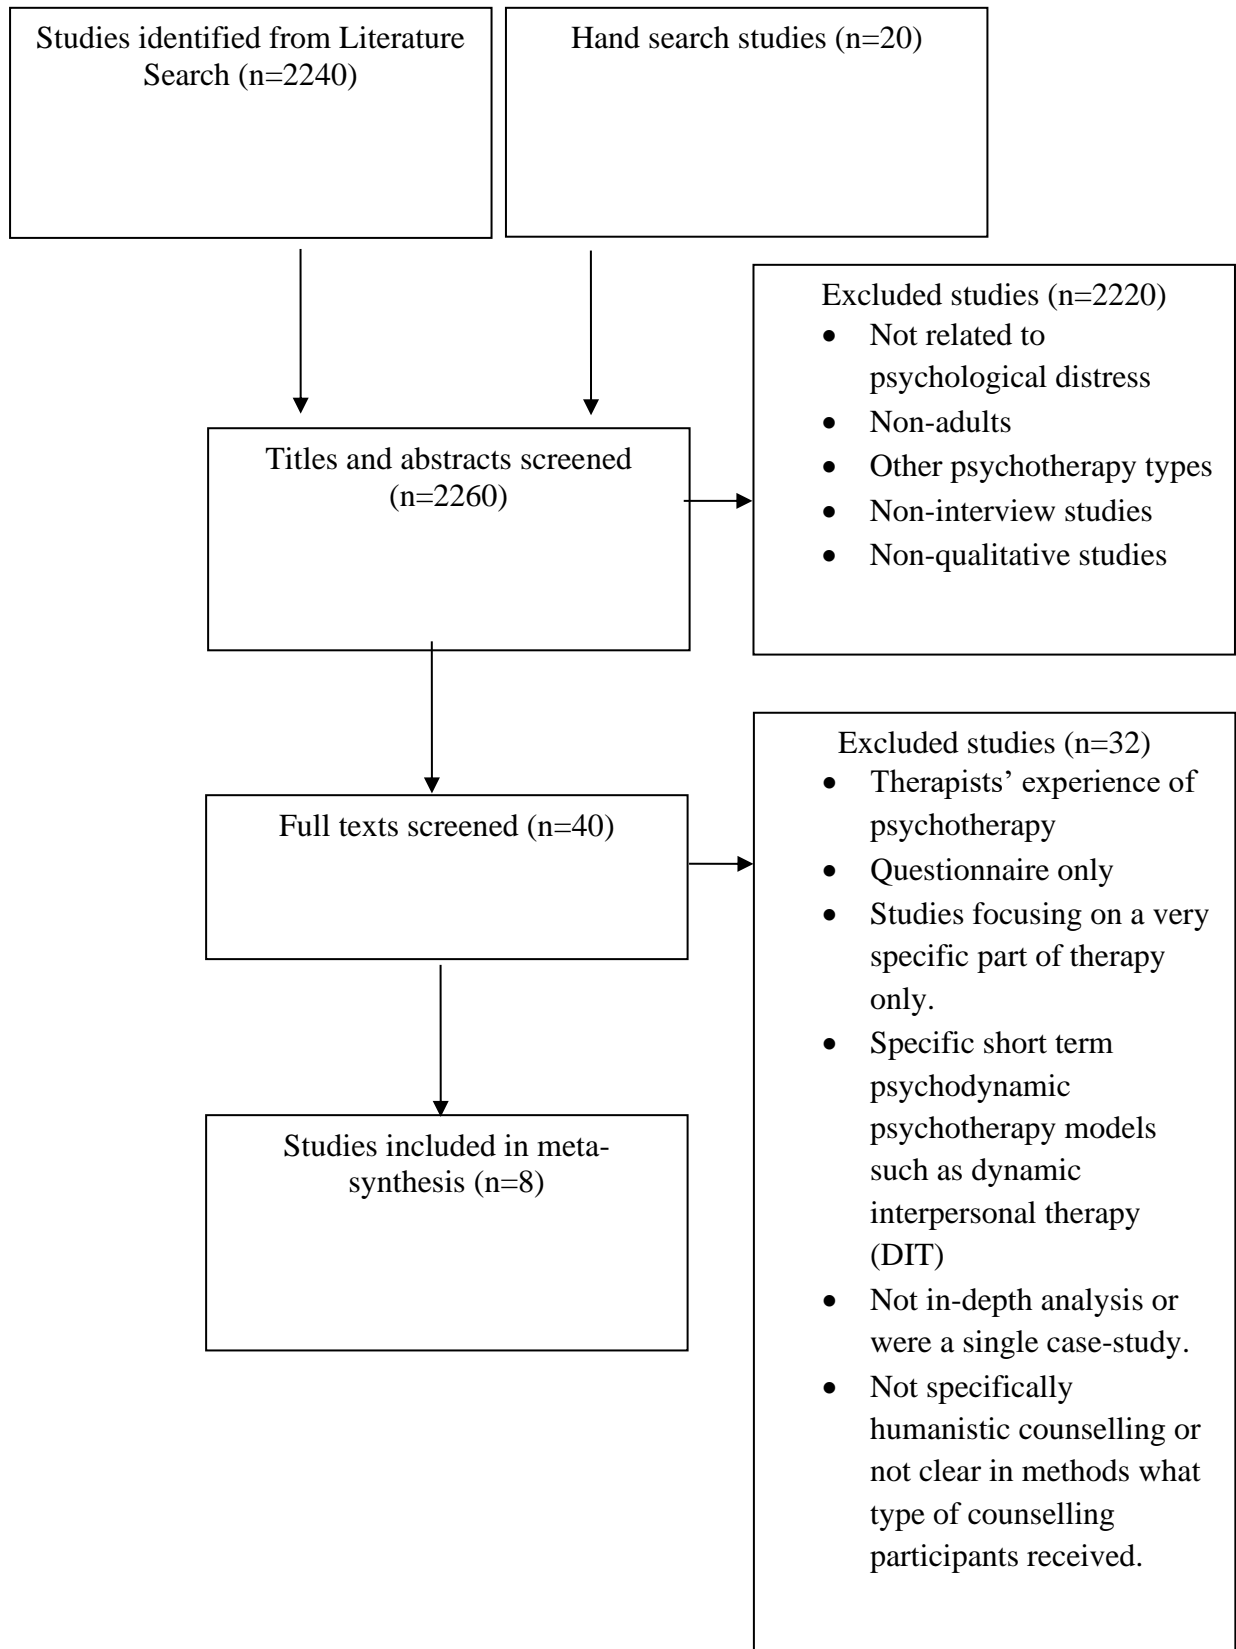 Studies identified from Literature
Search (n=2240)
Hand search studies (n=20)
Titles and abstracts screened
(n=2260)
Excluded studies (n=2220)
• Not related to
psychological distress
• Non-adults
• Other psychotherapy types
• Non-interview studies
• Non-qualitative studies
Full texts screened (n=40)
Excluded studies (n=32)
• Therapists’ experience of
psychotherapy
• Questionnaire only
• Studies focusing on a very
specific part of therapy
only.
• Specific short term
psychodynamic
psychotherapy models
such as dynamic
interpersonal therapy
(DIT)
• Not in-depth analysis or
were a single case-study.
• Not specifically
humanistic counselling or
not clear in methods what
type of counselling
participants received.
Studies included in meta-
synthesis (n=8)